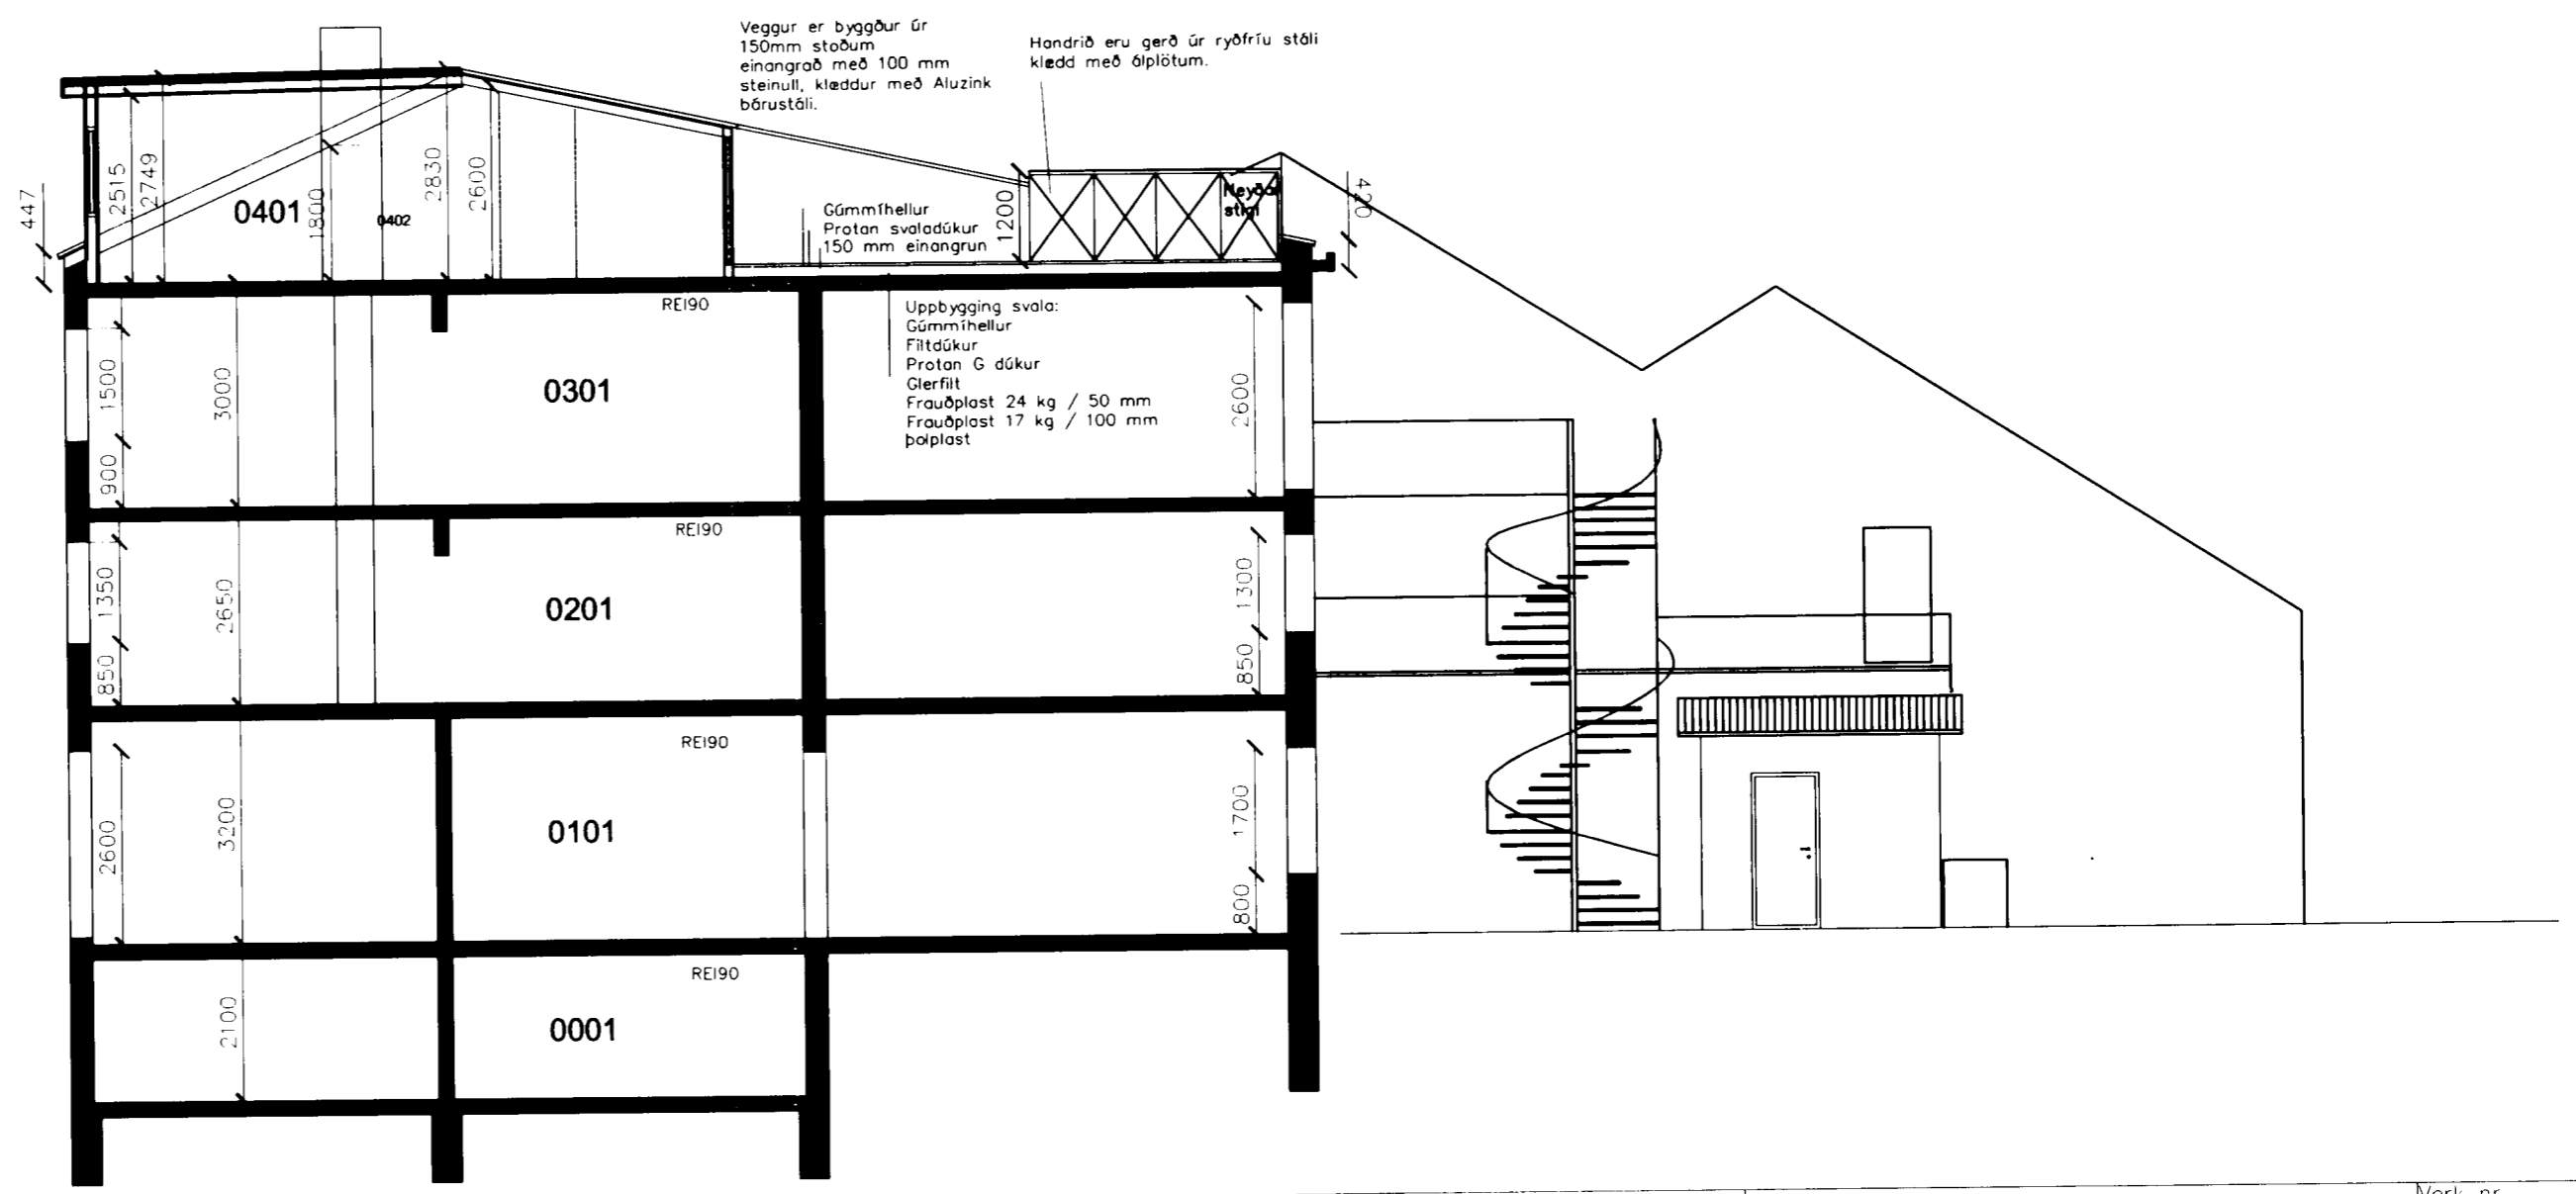 Veggur er byggður úr
150mm stoðum
einangrað með 100 mm
steinull, klæddur með Aluzink
bárustáli.
Handrið eru gerð úr ryðfríu stáli
klædd með álplötum.
447
2515
2749
0401
1800
0402
2830
2600
Gúmmíhellur
Protan svaladúkur
150 mm einangrun
1200
Neyðar
stigi
420
REI90
Uppbygging svala:
Gúmmíhellur
Filtdúkur
Protan G dúkur
Glerfilt
Frauðplast 24 kg / 50 mm
Frauðplast 17 kg / 100 mm
þolplast
1500
3000
0301
2600
900
REI90
1350
2650
0201
1300
850
850
REI90
2600
3200
0101
1700
800
REI90
2100
0001
Verk nr